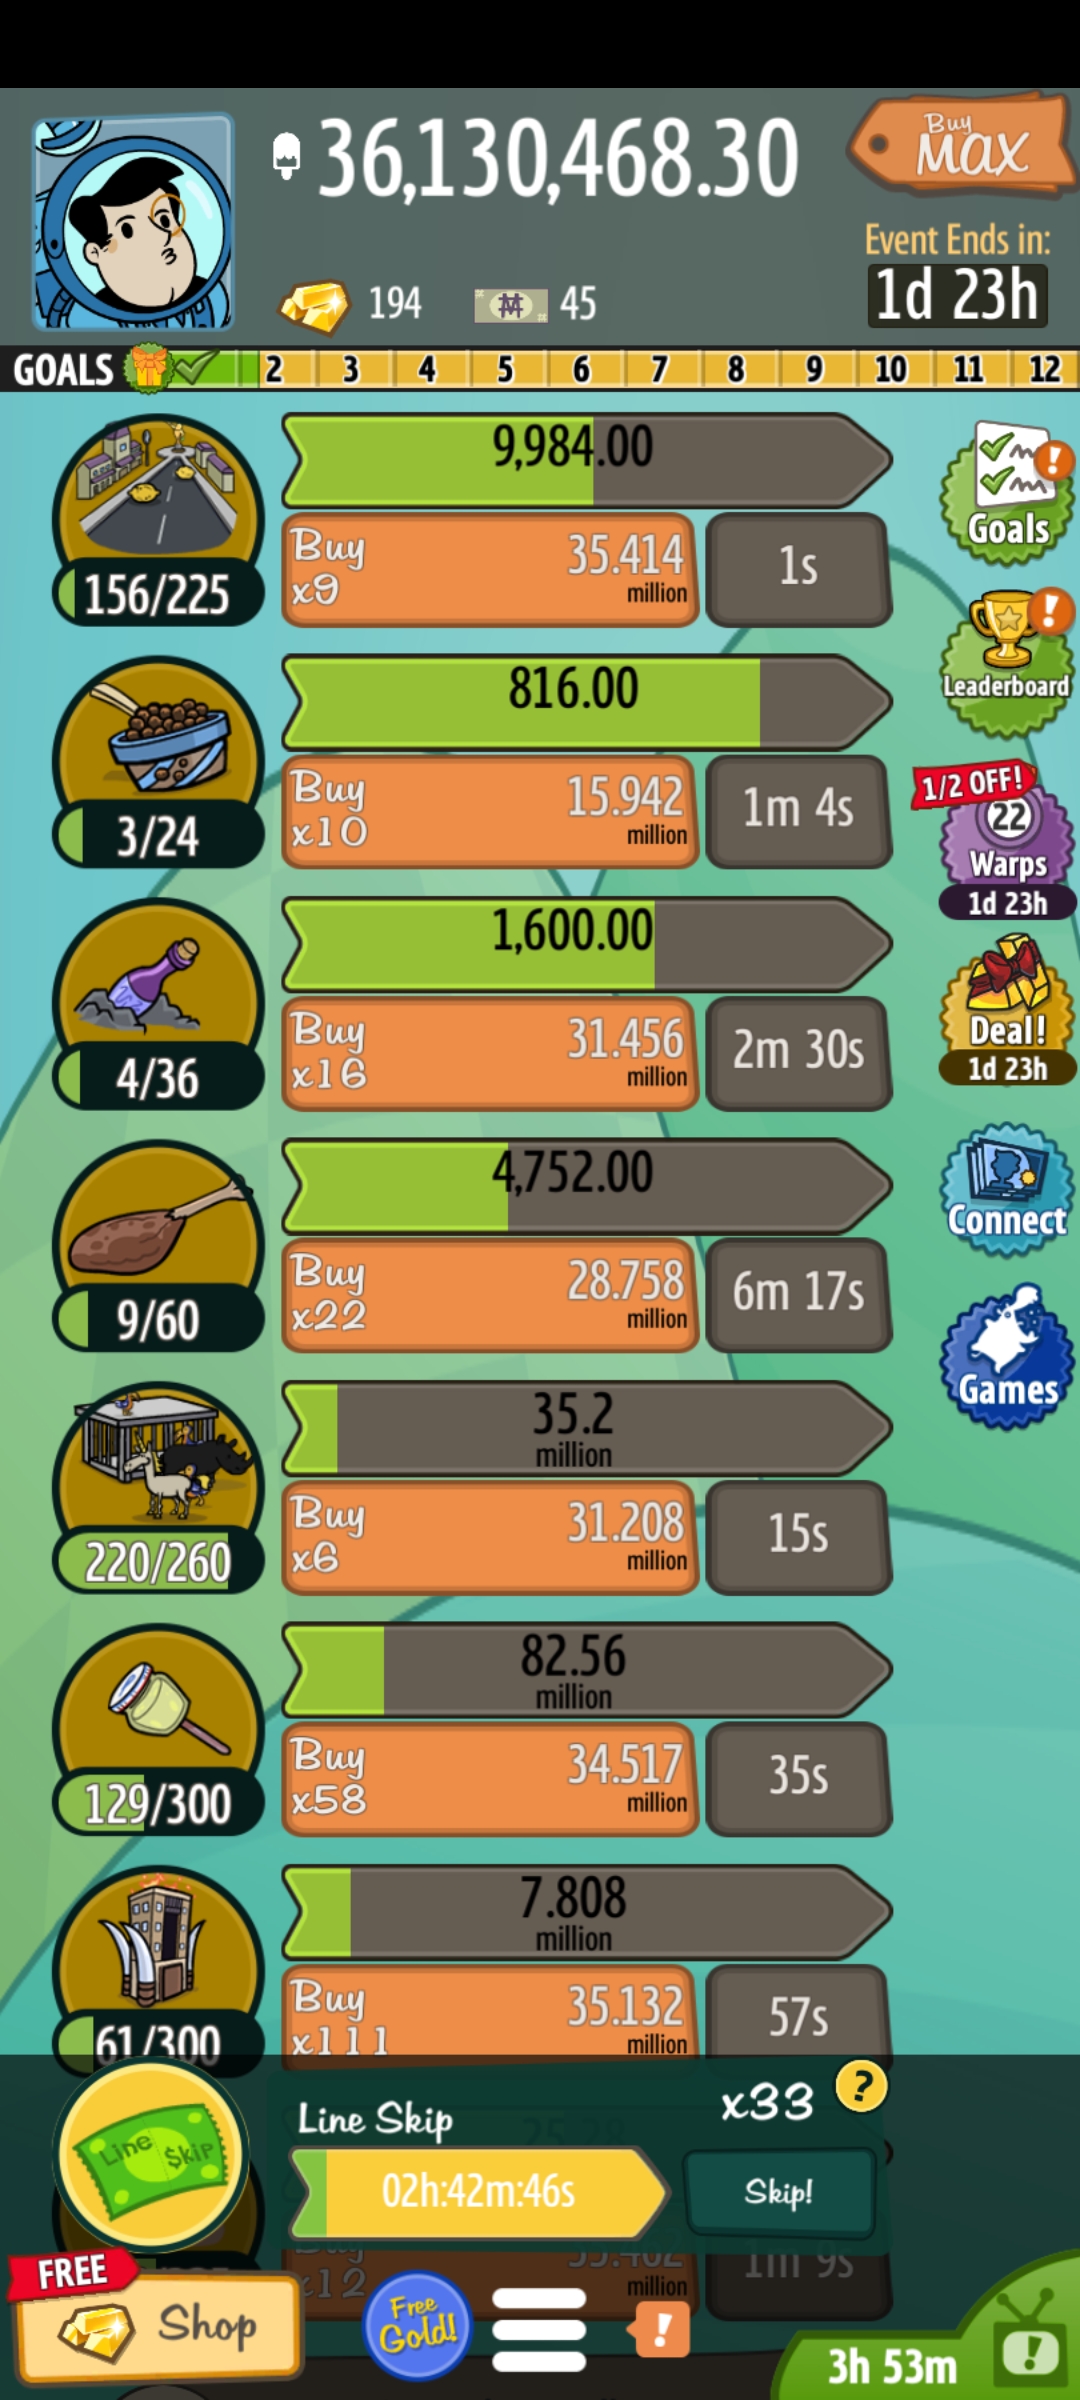 36,130,468.30
Buy
MAX
Event Ends in:
1d 23h
194
45
GOALS 2 3 4 5 6 7 8 9 10 11 12
9,984.00
Buy
x9
35.414
million
1s
156/225
Goals
816.00
Buy
x10
15.942
million
1m 4s
3/24
Leaderboard
1/2 OFF!
22
Warps
1d 23h
1,600.00
Buy
x16
31.456
million
2m 30s
4/36
Deal!
1d 23h
4,752.00
Buy
x22
28.758
million
6m 17s
9/60
Connect
Games
35.2
million
Buy
x6
31.208
million
15s
220/260
82.56
million
Buy
x58
34.517
million
35s
129/300
7.808
million
Buy
x111
35.132
million
57s
61/300
Line $kip
Line Skip
x33
?
02h:42m:46s
Skip!
25.28
Buy
x12
million
1m 9s
FREE
Shop
Free
Gold!
!
3h 53m